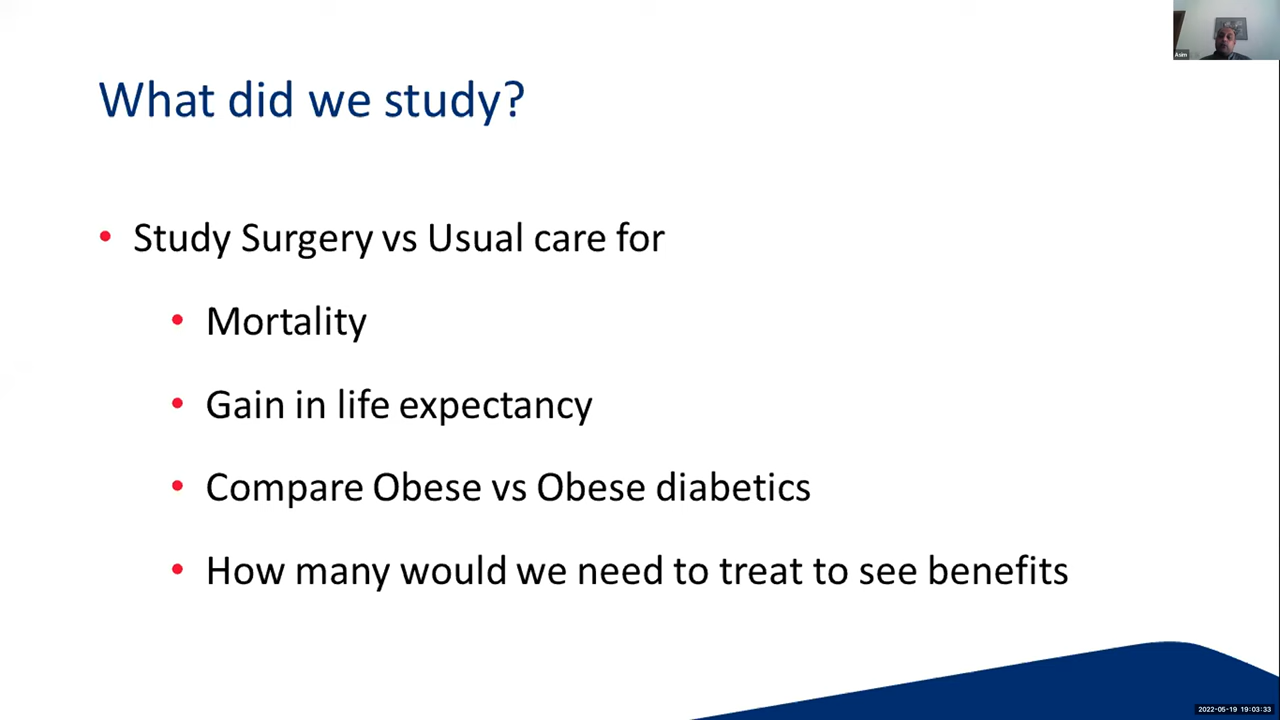 Asim
What did we study?
• Study Surgery vs Usual care for
• Mortality
• Gain in life expectancy
• Compare Obese vs Obese diabetics
• How many would we need to treat to see benefits
2022-05-19 19:03:33